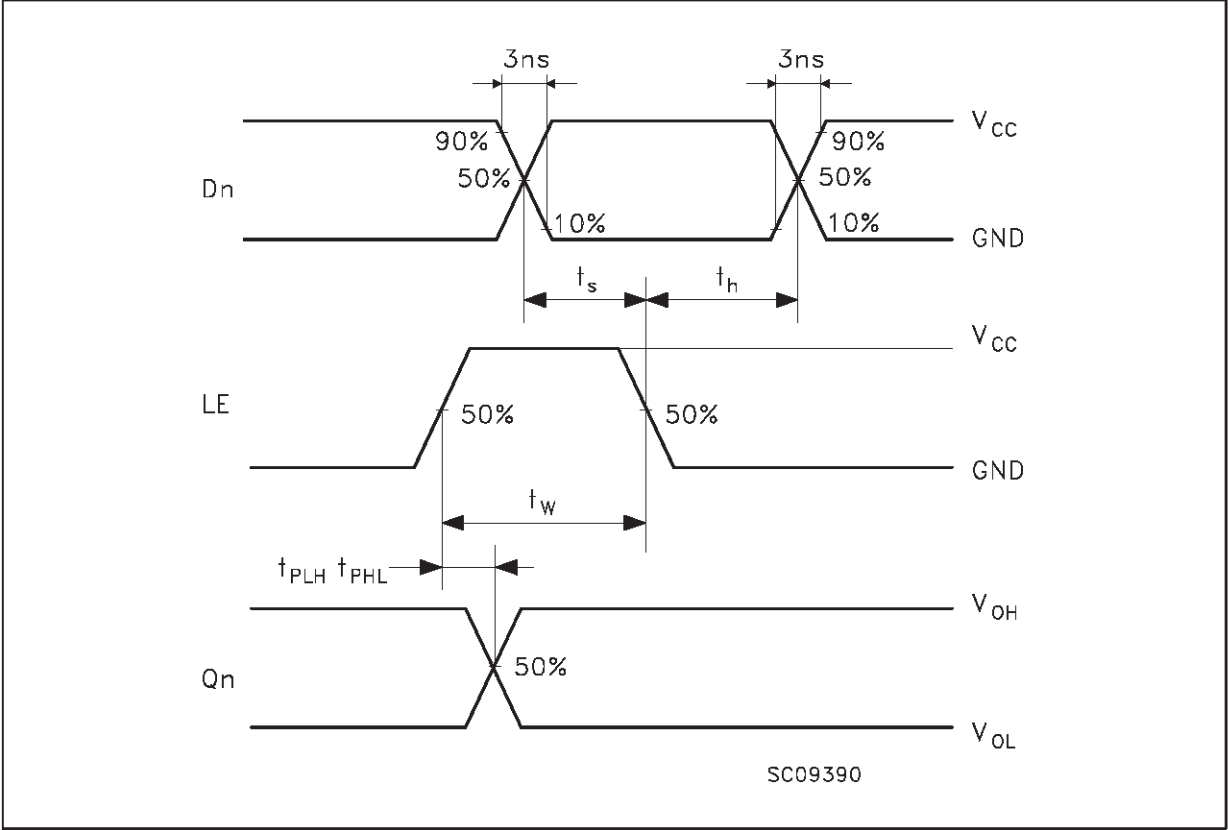 3ns 3ns
V_CC
90% 90%
Dn 50% 50%
10% 10%
GND
t_s t_h
V_CC
LE 50% 50%
GND
t_W
t_PLH t_PHL
V_OH
50%
Qn
V_OL
SC09390